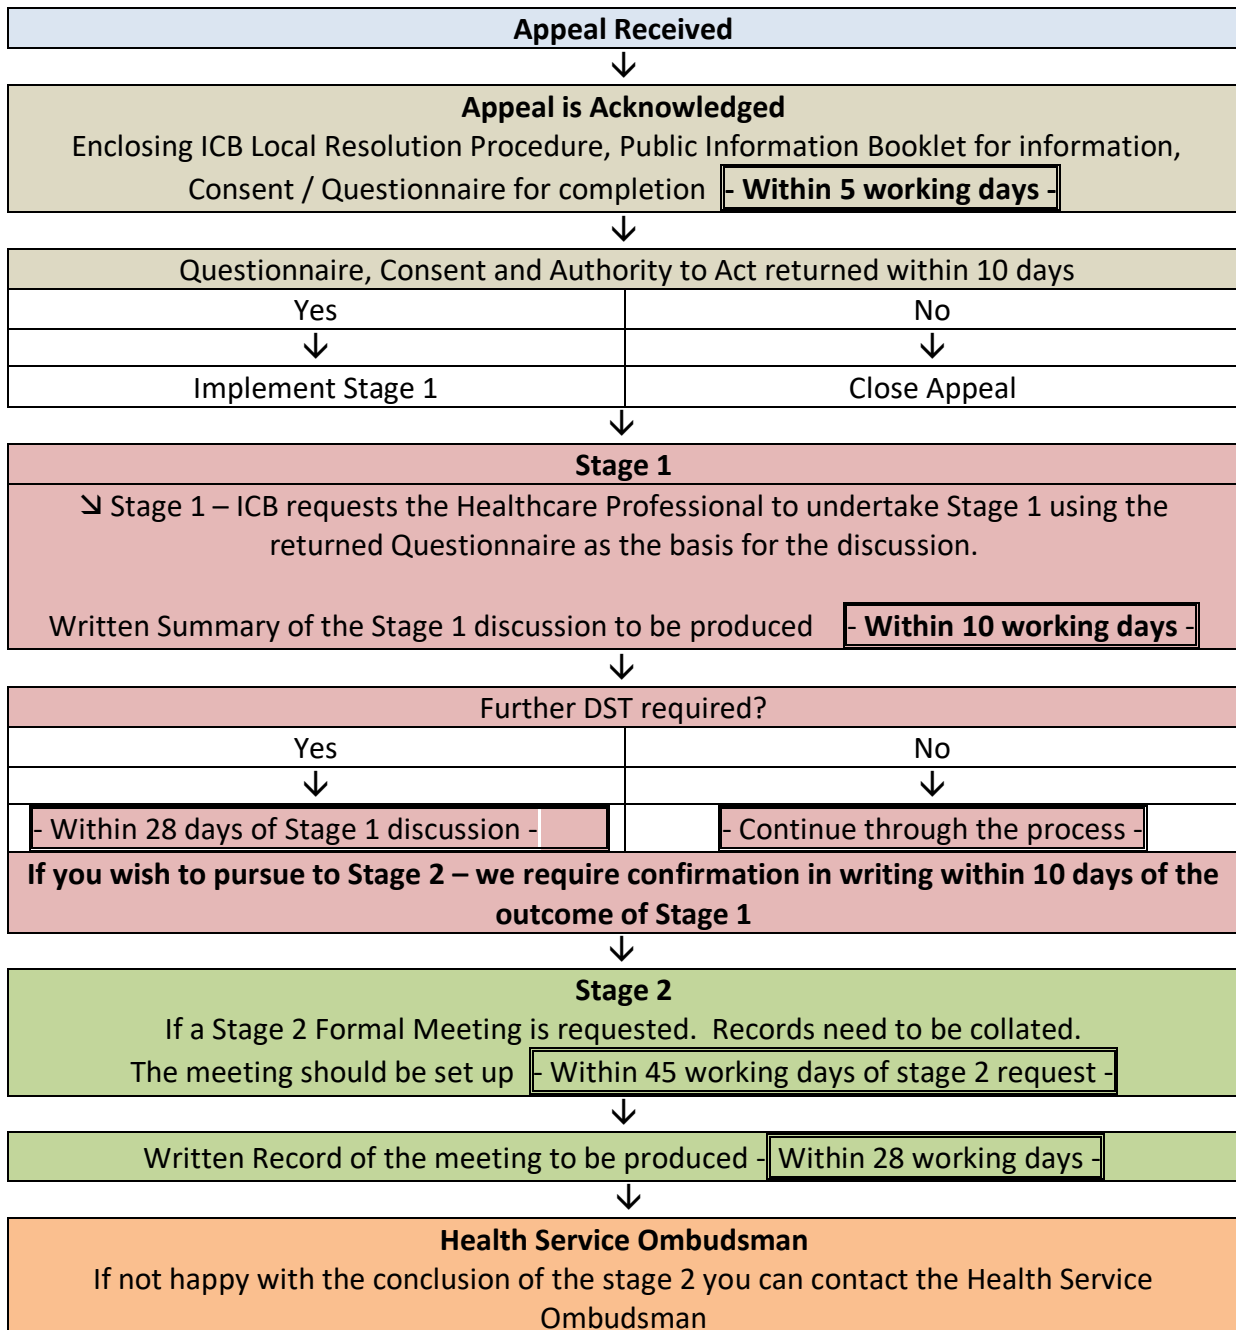 Appeal Received
↓
Appeal is Acknowledged
Enclosing ICB Local Resolution Procedure, Public Information Booklet for information,
Consent / Questionnaire for completion - Within 5 working days -
↓
Questionnaire, Consent and Authority to Act returned within 10 days
Yes No
↓ ↓
Implement Stage 1 Close Appeal
↓
Stage 1
↘ Stage 1 – ICB requests the Healthcare Professional to undertake Stage 1 using the
returned Questionnaire as the basis for the discussion.
Written Summary of the Stage 1 discussion to be produced - Within 10 working days -
↓
Further DST required?
Yes No
↓ ↓
- Within 28 days of Stage 1 discussion - - Continue through the process -
If you wish to pursue to Stage 2 – we require confirmation in writing within 10 days of the
outcome of Stage 1
↓
Stage 2
If a Stage 2 Formal Meeting is requested. Records need to be collated.
The meeting should be set up - Within 45 working days of stage 2 request -
↓
Written Record of the meeting to be produced - Within 28 working days -
↓
Health Service Ombudsman
If not happy with the conclusion of the stage 2 you can contact the Health Service
Ombudsman